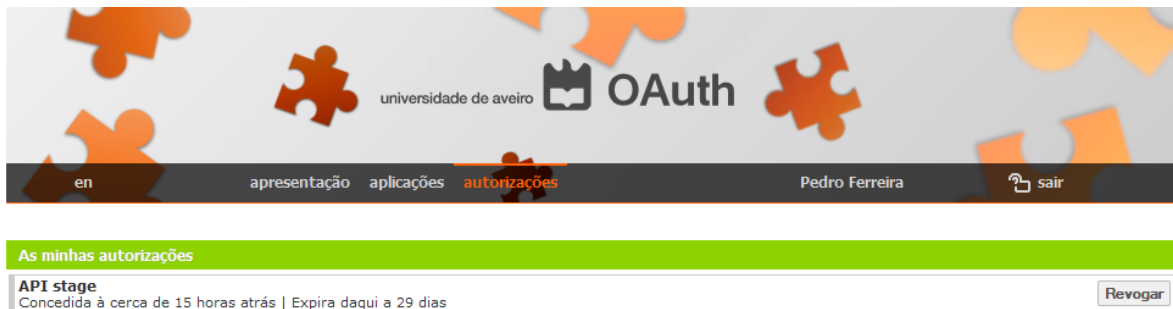 universidade de aveiro OAuth
en apresentação aplicações autorizações Pedro Ferreira sair
As minhas autorizações
API stage
Concedida à cerca de 15 horas atrás | Expira daqui a 29 dias
Revogar